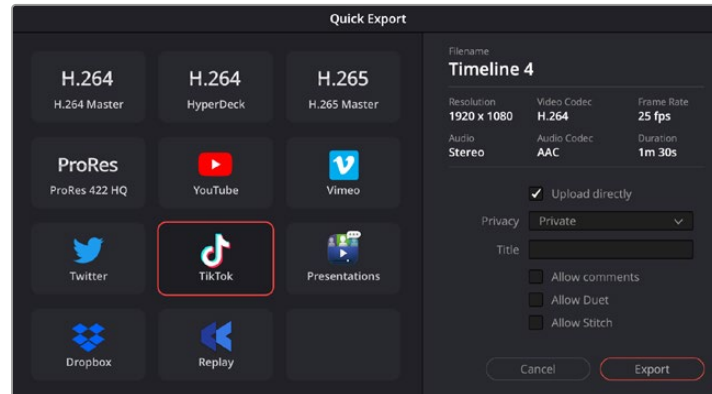 Quick Export
H.264
H.264 Master
H.264
HyperDeck
H.265
H.265 Master
ProRes
ProRes 422 HQ
YouTube
Vimeo
Twitter
TikTok
Presentations
Dropbox
Replay
Filename
Timeline 4
Resolution Video Codec Frame Rate
1920 x 1080 H.264 25 fps
Audio Audio Codec Duration
Stereo AAC 1m 30s
Upload directly
Privacy Private
Title
Allow comments
Allow Duet
Allow Stitch
Cancel Export